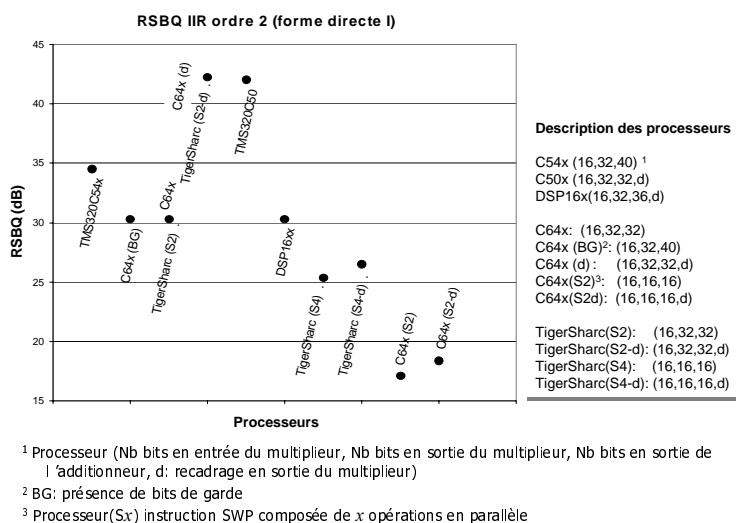 RSBQ IIR ordre 2 (forme directe I)
45
40
35
30
25
20
15
RSBQ (dB)
TMS320C54x
C64x (BG)
C64x
TigerSharc (S2)
C64x (d)
TigerSharc (S2-d)
TMS320C50
DSP16xx
TigerSharc (S4)
TigerSharc (S4-d)
C64x (S2)
C64x (S2-d)
Processeurs
Description des processeurs
C54x (16,32,40) 1
C50x (16,32,32,d)
DSP16x(16,32,36,d)
C64x: (16,32,32)
C64x (BG)2: (16,32,40)
C64x (d) : (16,32,32,d)
C64x(S2)3: (16,16,16)
C64x(S2d): (16,16,16,d)
TigerSharc(S2): (16,32,32)
TigerSharc(S2-d): (16,32,32,d)
TigerSharc(S4): (16,16,16)
TigerSharc(S4-d): (16,16,16,d)
1 Processeur (Nb bits en entrée du multiplieur, Nb bits en sortie du multiplieur, Nb bits en sortie de
l 'additionneur, d: recadrage en sortie du multiplieur)
2 BG: présence de bits de garde
3 Processeur(Sx) instruction SWP composée de x opérations en parallèle